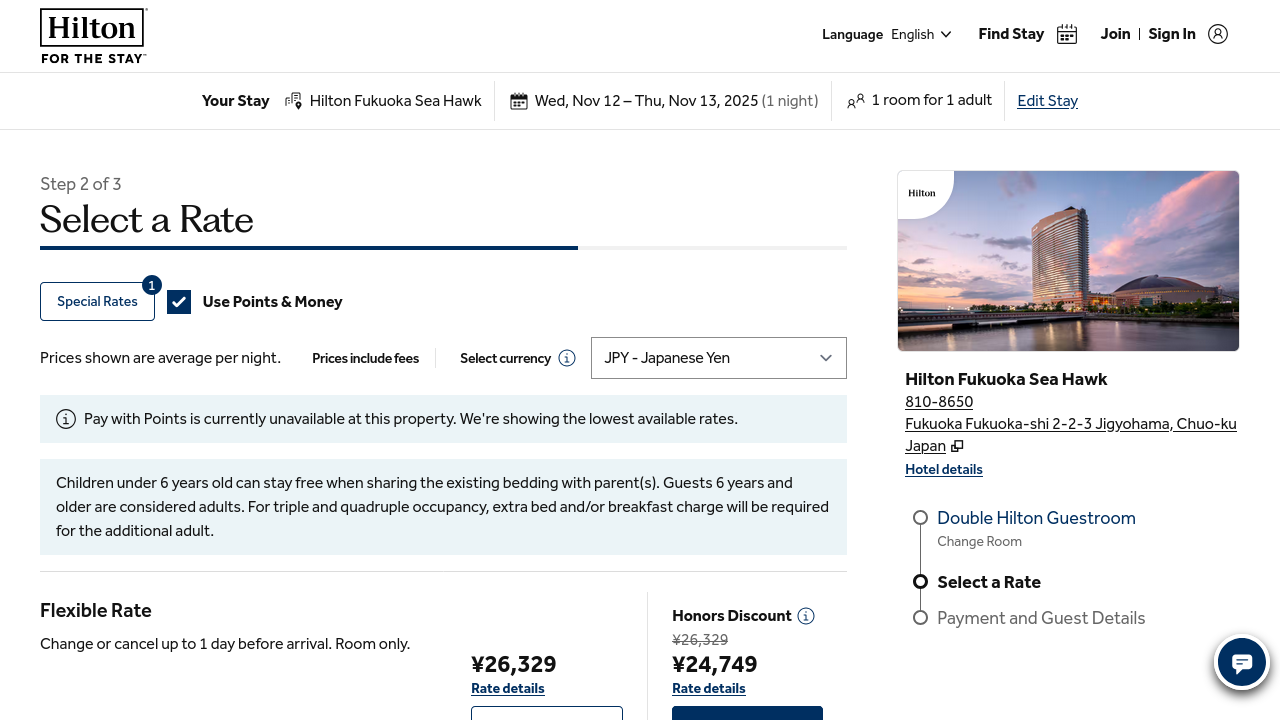 Hilton
FOR THE STAY
Language English
Find Stay
Join | Sign In
Your Stay
Hilton Fukuoka Sea Hawk
Wed, Nov 12 – Thu, Nov 13, 2025 (1 night)
1 room for 1 adult
Edit Stay
Step 2 of 3
Select a Rate
Special Rates
1
Use Points & Money
Prices shown are average per night.
Prices include fees
Select currency
JPY - Japanese Yen
Pay with Points is currently unavailable at this property. We're showing the lowest available rates.
Children under 6 years old can stay free when sharing the existing bedding with parent(s). Guests 6 years and
older are considered adults. For triple and quadruple occupancy, extra bed and/or breakfast charge will be required
for the additional adult.
Flexible Rate
Change or cancel up to 1 day before arrival. Room only.
¥26,329
Rate details
Honors Discount
¥26,329
¥24,749
Rate details
Hilton
Hilton Fukuoka Sea Hawk
810-8650
Fukuoka Fukuoka-shi 2-2-3 Jigyohama, Chuo-ku
Japan
Hotel details
Double Hilton Guestroom
Change Room
Select a Rate
Payment and Guest Details